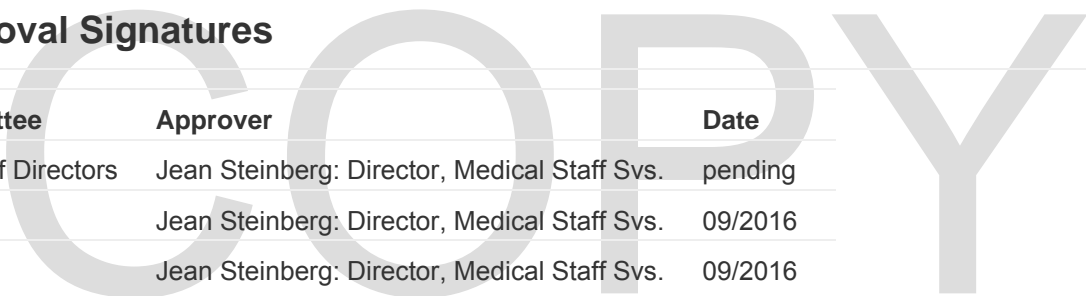 oval Signatures
ttee Approver Date
f Directors Jean Steinberg: Director, Medical Staff Svs. pending
Jean Steinberg: Director, Medical Staff Svs. 09/2016
Jean Steinberg: Director, Medical Staff Svs. 09/2016
COPY